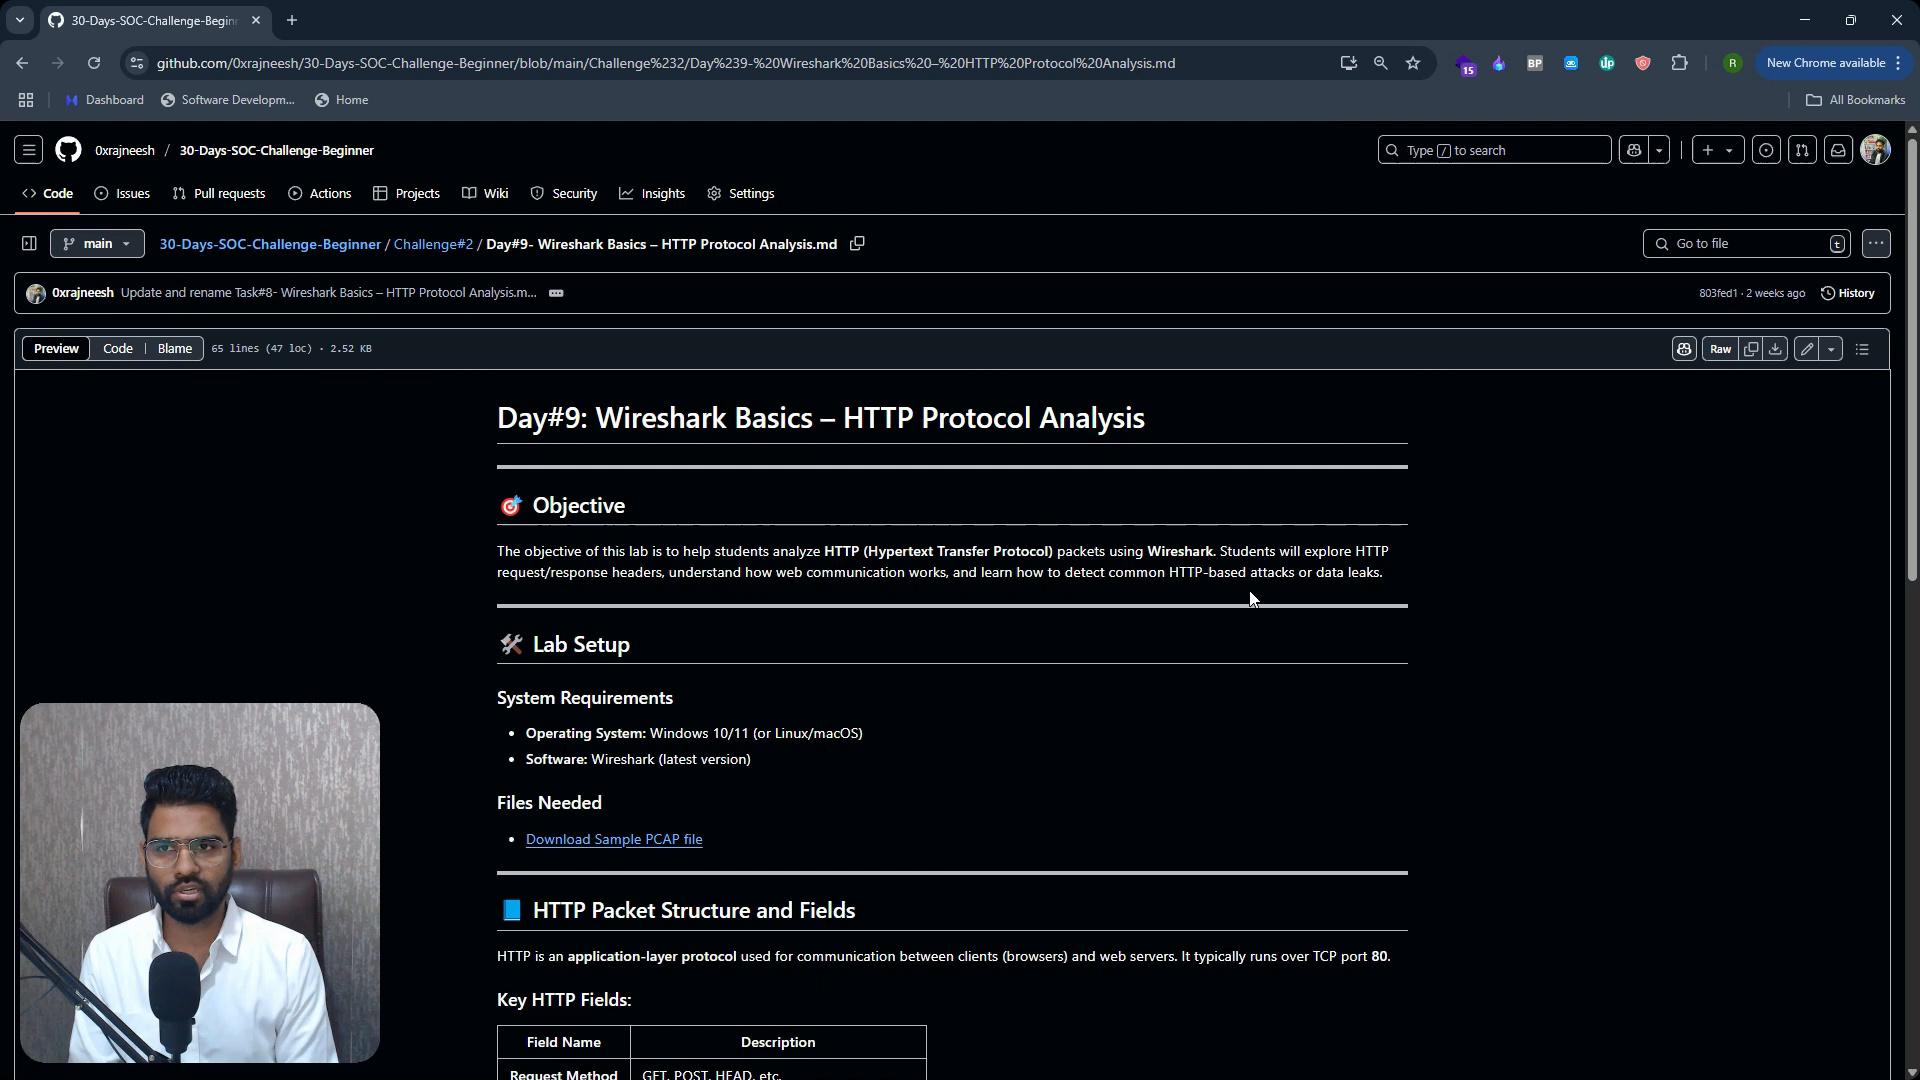 30-Days-SOC-Challenge-Beginn
github.com/0xrajneesh/30-Days-SOC-Challenge-Beginner/blob/main/Challenge%232/Day%239-%20Wireshark%20Basics%20–%20HTTP%20Protocol%20Analysis.md
15
BP
up
R
New Chrome available
Dashboard
Software Developm...
Home
All Bookmarks
0xrajneesh / 30-Days-SOC-Challenge-Beginner
Type / to search
Code
Issues
Pull requests
Actions
Projects
Wiki
Security
Insights
Settings
main
30-Days-SOC-Challenge-Beginner / Challenge#2 / Day#9- Wireshark Basics – HTTP Protocol Analysis.md
Go to file
t
0xrajneesh Update and rename Task#8- Wireshark Basics – HTTP Protocol Analysis.m...
803fed1 · 2 weeks ago
History
Preview
Code
Blame
65 lines (47 loc) · 2.52 KB
Raw
Day#9: Wireshark Basics – HTTP Protocol Analysis
🎯 Objective
The objective of this lab is to help students analyze HTTP (Hypertext Transfer Protocol) packets using Wireshark. Students will explore HTTP
request/response headers, understand how web communication works, and learn how to detect common HTTP-based attacks or data leaks.
🛠️ Lab Setup
System Requirements
• Operating System: Windows 10/11 (or Linux/macOS)
• Software: Wireshark (latest version)
Files Needed
• Download Sample PCAP file
📘 HTTP Packet Structure and Fields
HTTP is an application-layer protocol used for communication between clients (browsers) and web servers. It typically runs over TCP port 80.
Key HTTP Fields:
Field Name
Description
Request Method
GET, POST, HEAD, etc.